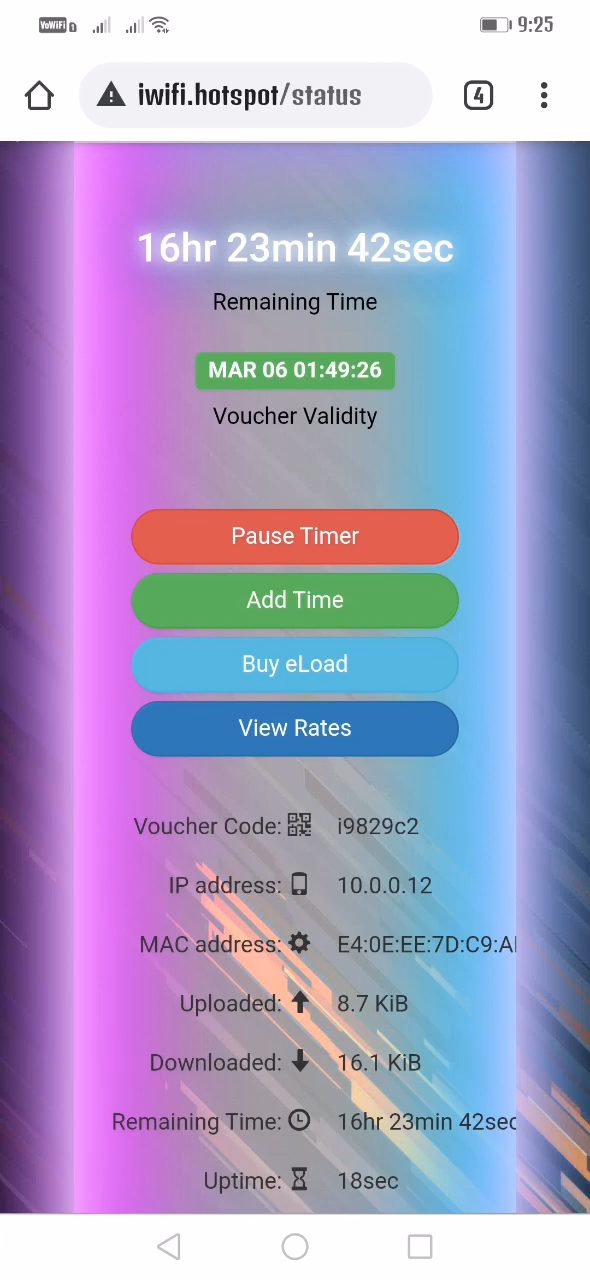 VoWiFi 1
9:25
iwifi.hotspot/status
4
16hr 23min 42sec
Remaining Time
MAR 06 01:49:26
Voucher Validity
Pause Timer
Add Time
Buy eLoad
View Rates
Voucher Code: i9829c2
IP address: 10.0.0.12
MAC address: E4:0E:EE:7D:C9:A
Uploaded: 8.7 KiB
Downloaded: 16.1 KiB
Remaining Time: 16hr 23min 42sec
Uptime: 18sec